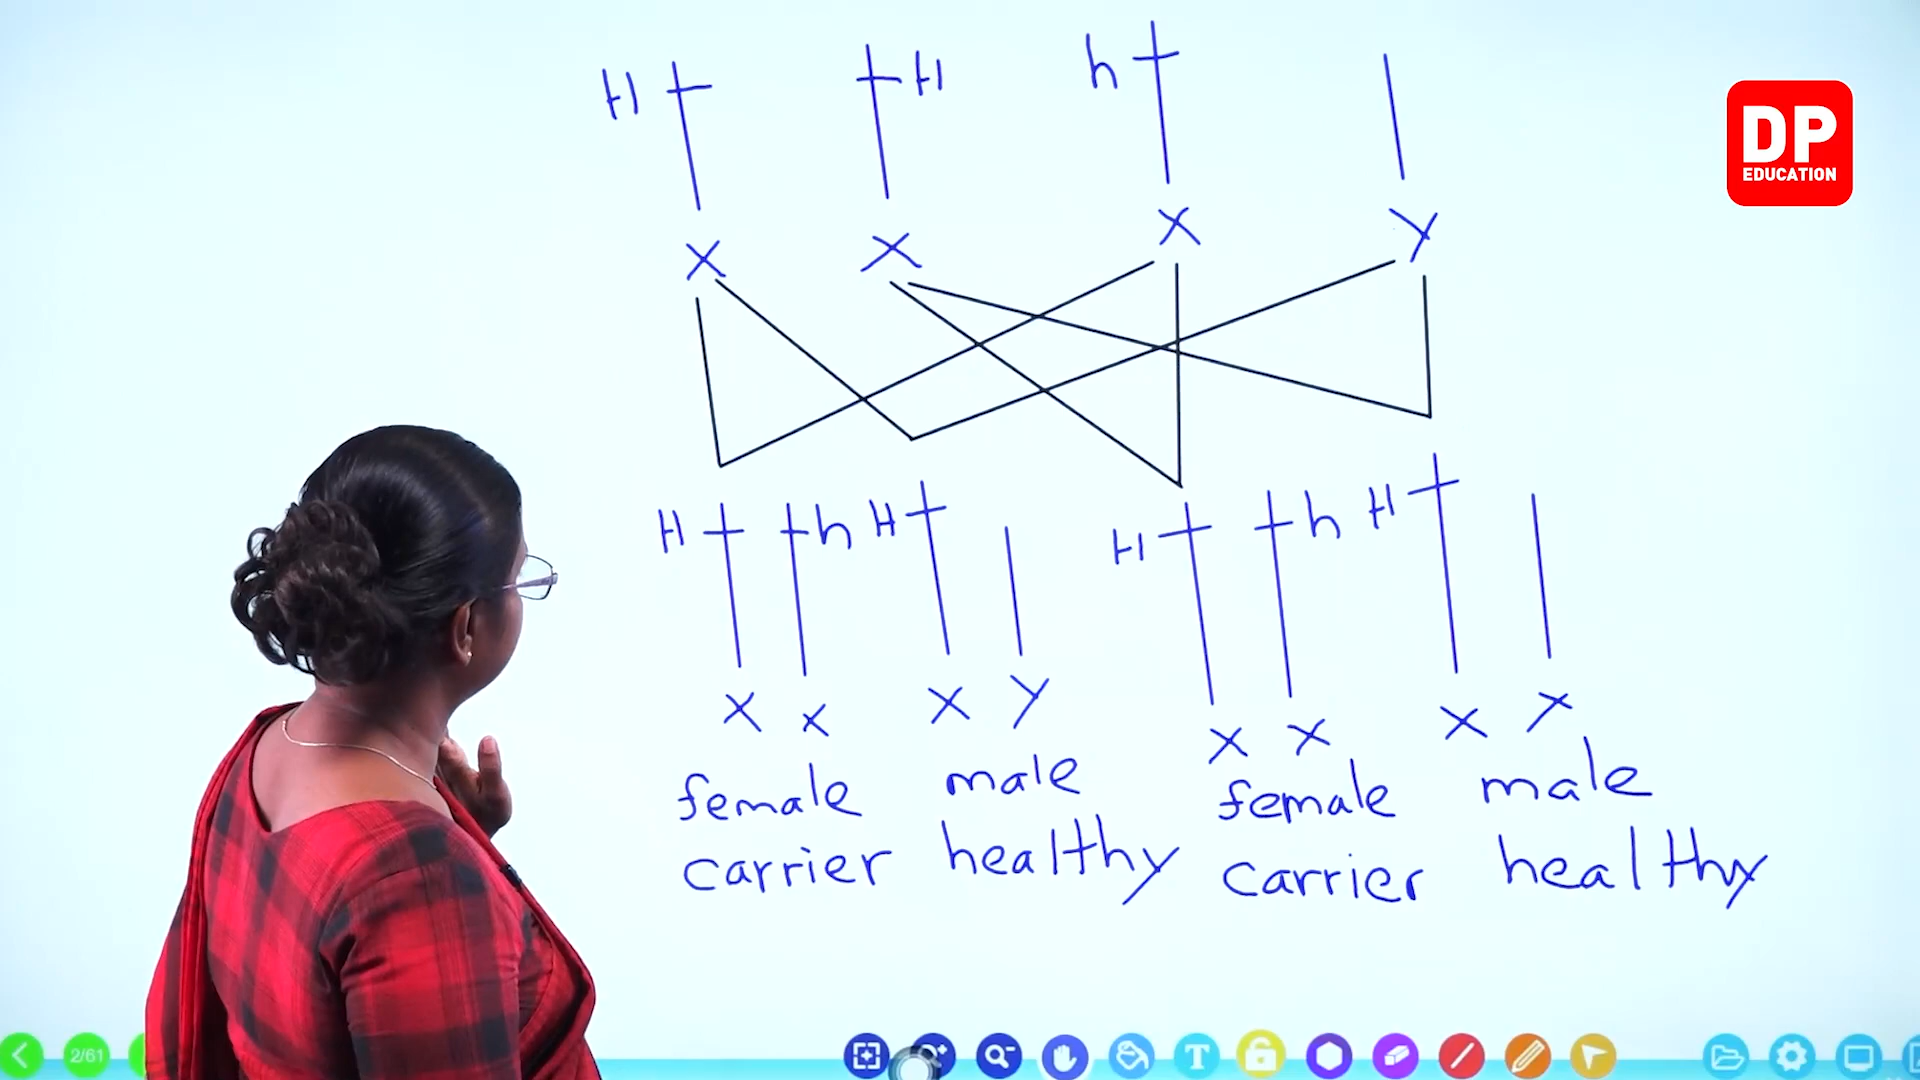 H H h
X X X Y
H h H H h H
X X X Y X X X Y
female male female male
carrier healthy carrier healthy
DP
EDUCATION
2/61
T